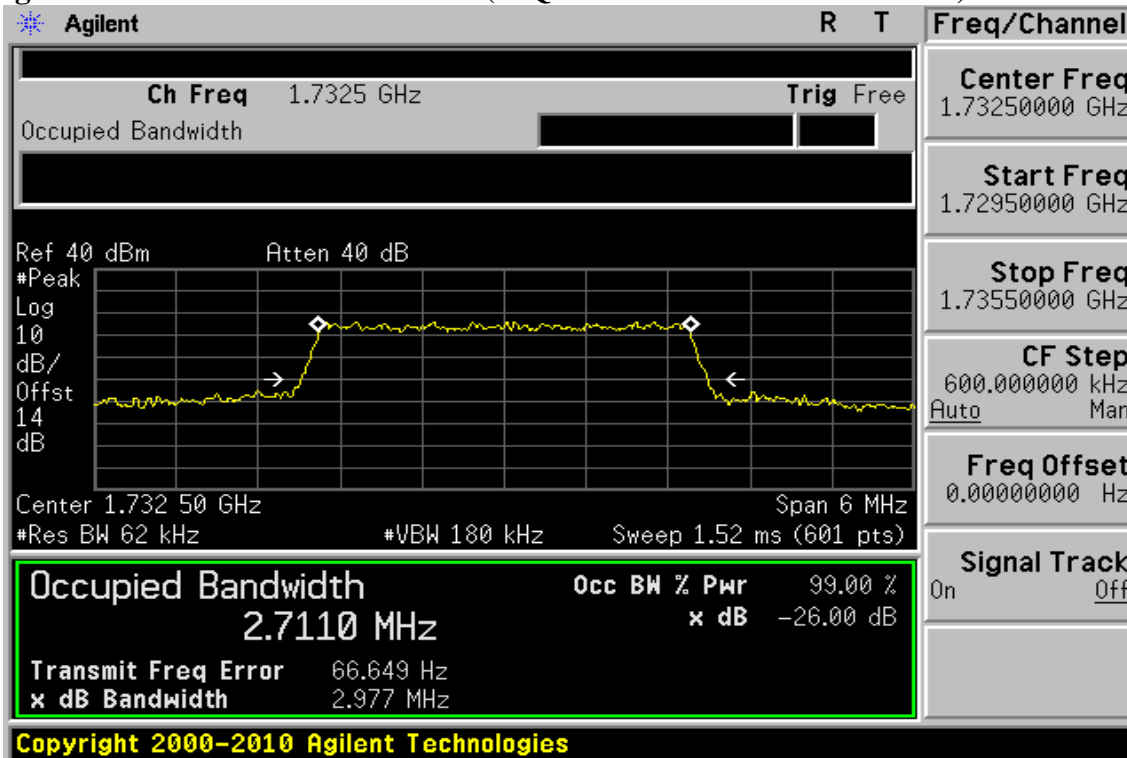 Agilent R T
Ch Freq 1.7325 GHz Trig Free
Occupied Bandwidth
Ref 40 dBm Atten 40 dB
#Peak
Log
10
dB/
Offst
14
dB
Center 1.732 50 GHz Span 6 MHz
#Res BW 62 kHz #VBW 180 kHz Sweep 1.52 ms (601 pts)
Occupied Bandwidth
2.7110 MHz
Occ BW % Pwr 99.00 %
x dB -26.00 dB
Transmit Freq Error 66.649 Hz
x dB Bandwidth 2.977 MHz
Copyright 2000-2010 Agilent Technologies
Freq/Channel
Center Freq
1.73250000 GHz
Start Freq
1.72950000 GHz
Stop Freq
1.73550000 GHz
CF Step
600.000000 kHz
Auto Man
Freq Offset
0.00000000 Hz
Signal Track
On Off